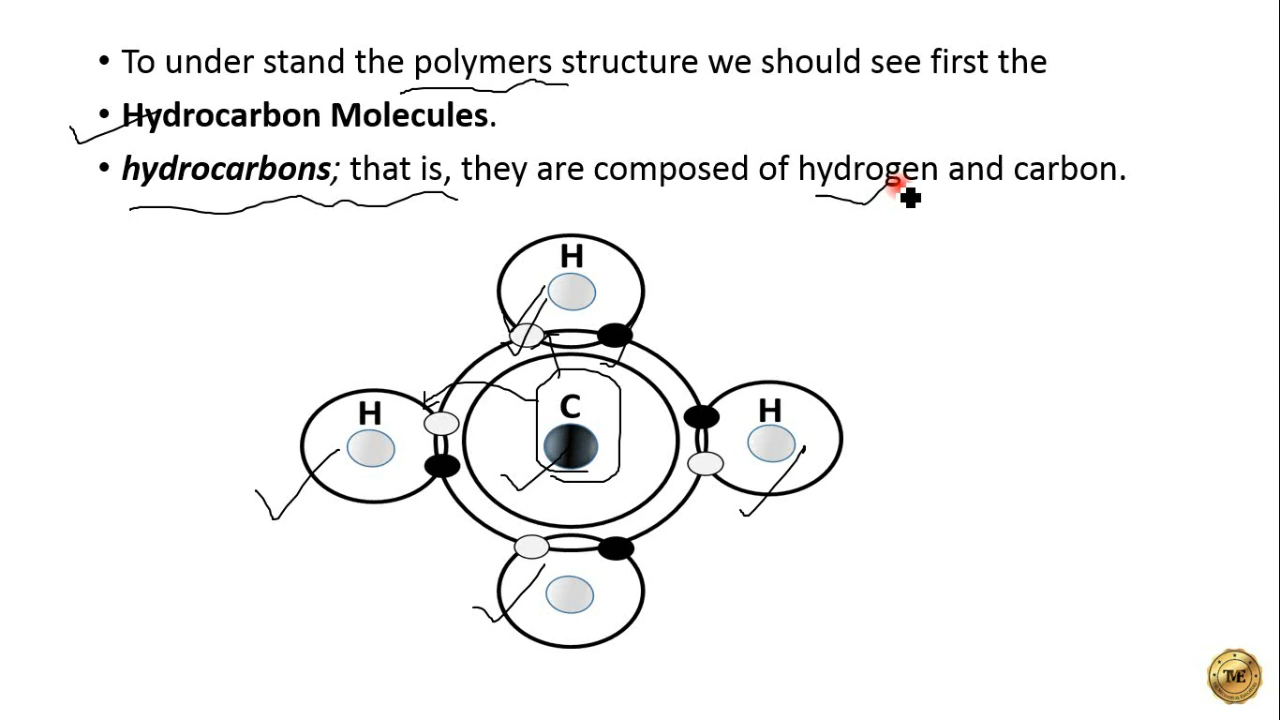 • To under stand the polymers structure we should see first the
• Hydrocarbon Molecules.
• hydrocarbons; that is, they are composed of hydrogen and carbon.
H
C
H
H
TME